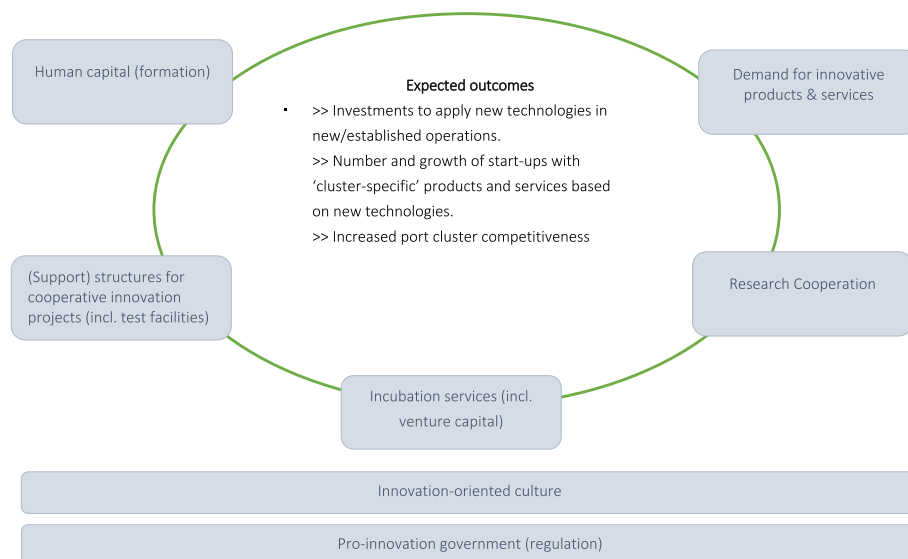 Human capital (formation)
Demand for innovative
products & services
Expected outcomes
▪ >> Investments to apply new technologies in
new/established operations.
>> Number and growth of start-ups with
‘cluster-specific’ products and services based
on new technologies.
>> Increased port cluster competitiveness
(Support) structures for
cooperative innovation
projects (incl. test facilities)
Research Cooperation
Incubation services (incl.
venture capital)
Innovation-oriented culture
Pro-innovation government (regulation)